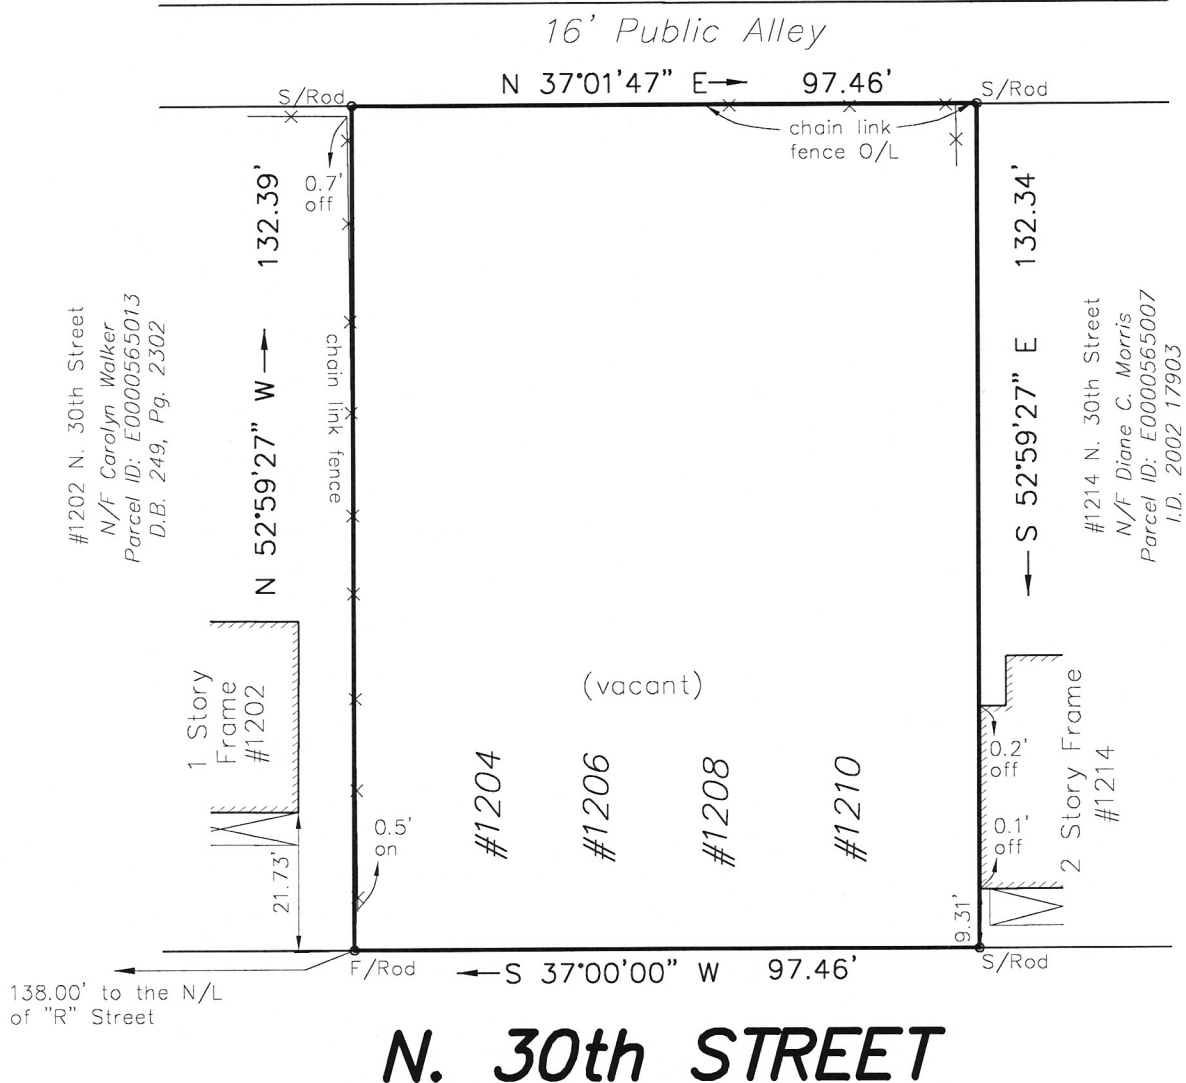 16' Public Alley
N 37°01'47" E 97.46'
S/Rod
S/Rod
chain link
fence O/L
0.7'
off
N 52°59'27" W 132.39'
S 52°59'27" E 132.34'
#1202 N. 30th Street
N/F Carolyn Walker
Parcel ID: E0000565013
D.B. 249, Pg. 2302
chain link fence
#1214 N. 30th Street
N/F Diane C. Morris
Parcel ID: E0000565007
I.D. 2002 17903
1 Story
Frame
#1202
(vacant)
#1204
#1206
#1208
#1210
0.2'
off
0.1'
off
2 Story Frame
#1214
0.5'
on
21.73'
9.31'
F/Rod
S 37°00'00" W 97.46'
S/Rod
138.00' to the N/L
of "R" Street
N. 30th STREET